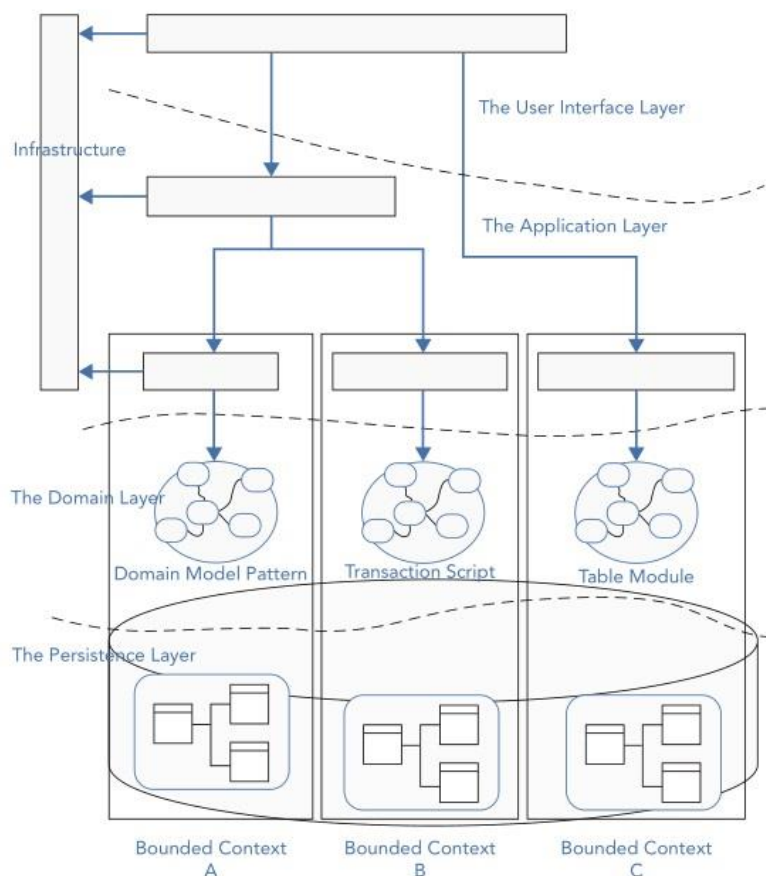 The User Interface Layer
Infrastructure
The Application Layer
The Domain Layer
Domain Model Pattern
Transaction Script
Table Module
The Persistence Layer
Bounded Context
A
Bounded Context
B
Bounded Context
C